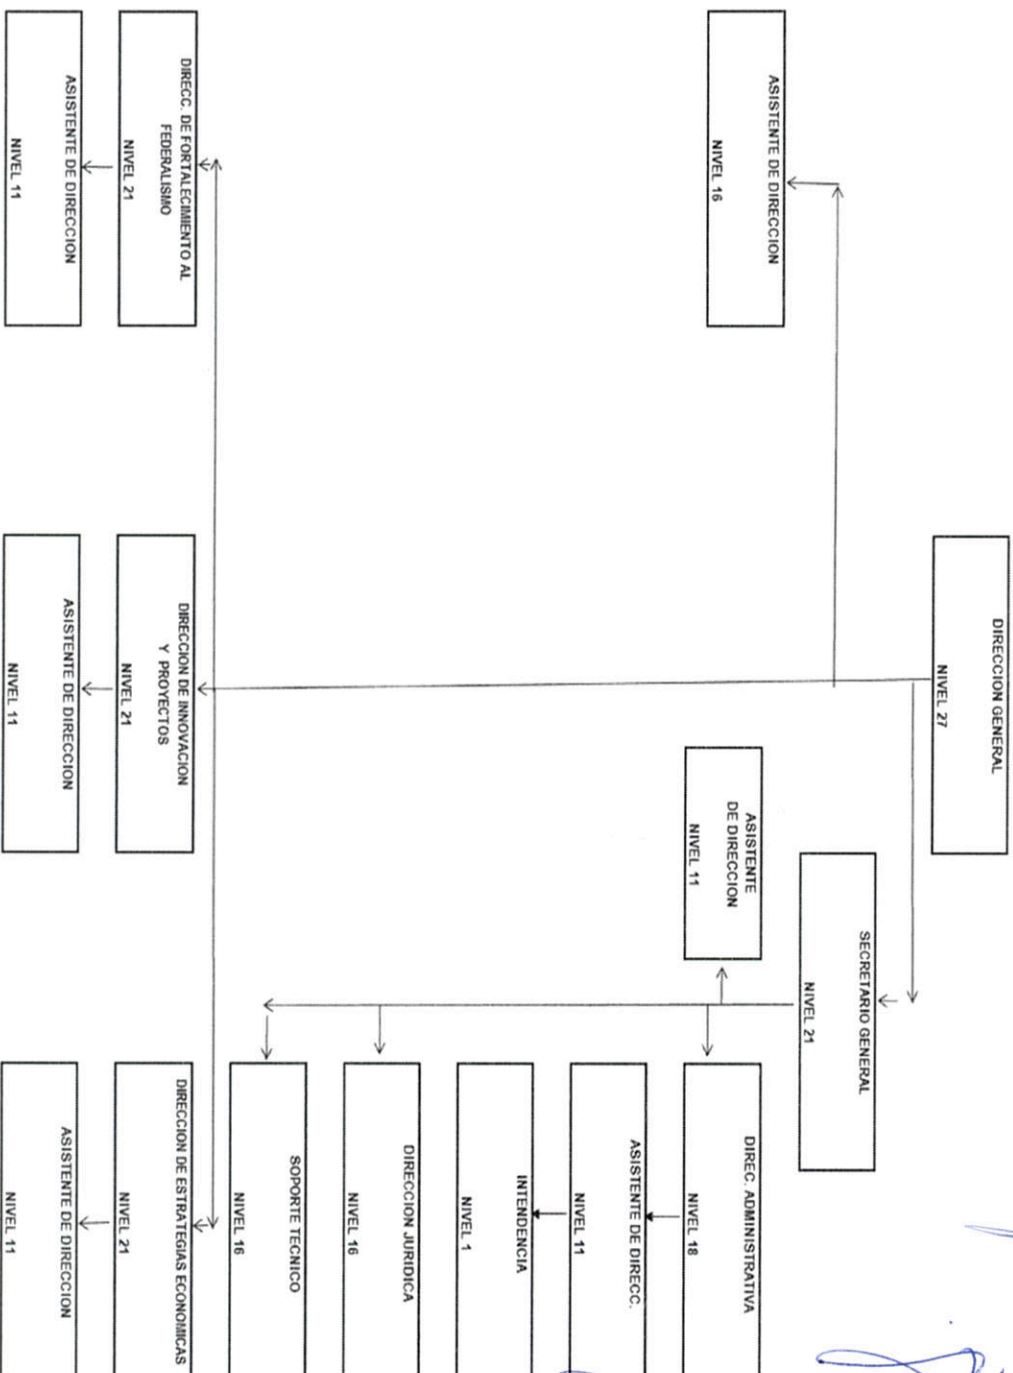 DIRECCION GENERAL
NIVEL 27
SECRETARIO GENERAL
NIVEL 21
ASISTENTE DE DIRECCION
NIVEL 16
ASISTENTE
DE DIRECCION
NIVEL 11
DIREC. ADMINISTRATIVA
NIVEL 18
ASISTENTE DE DIRECC.
NIVEL 11
INTENDENCIA
NIVEL 1
DIRECCION JURIDICA
NIVEL 16
SOPORTE TECNICO
NIVEL 16
DIRECC. DE FORTALECIMIENTO AL
FEDERALISMO
NIVEL 21
DIRECCION DE INNOVACION
Y PROYECTOS
NIVEL 21
DIRECCION DE ESTRATEGIAS ECONOMICAS
NIVEL 21
ASISTENTE DE DIRECCION
NIVEL 11
ASISTENTE DE DIRECCION
NIVEL 11
ASISTENTE DE DIRECCION
NIVEL 11